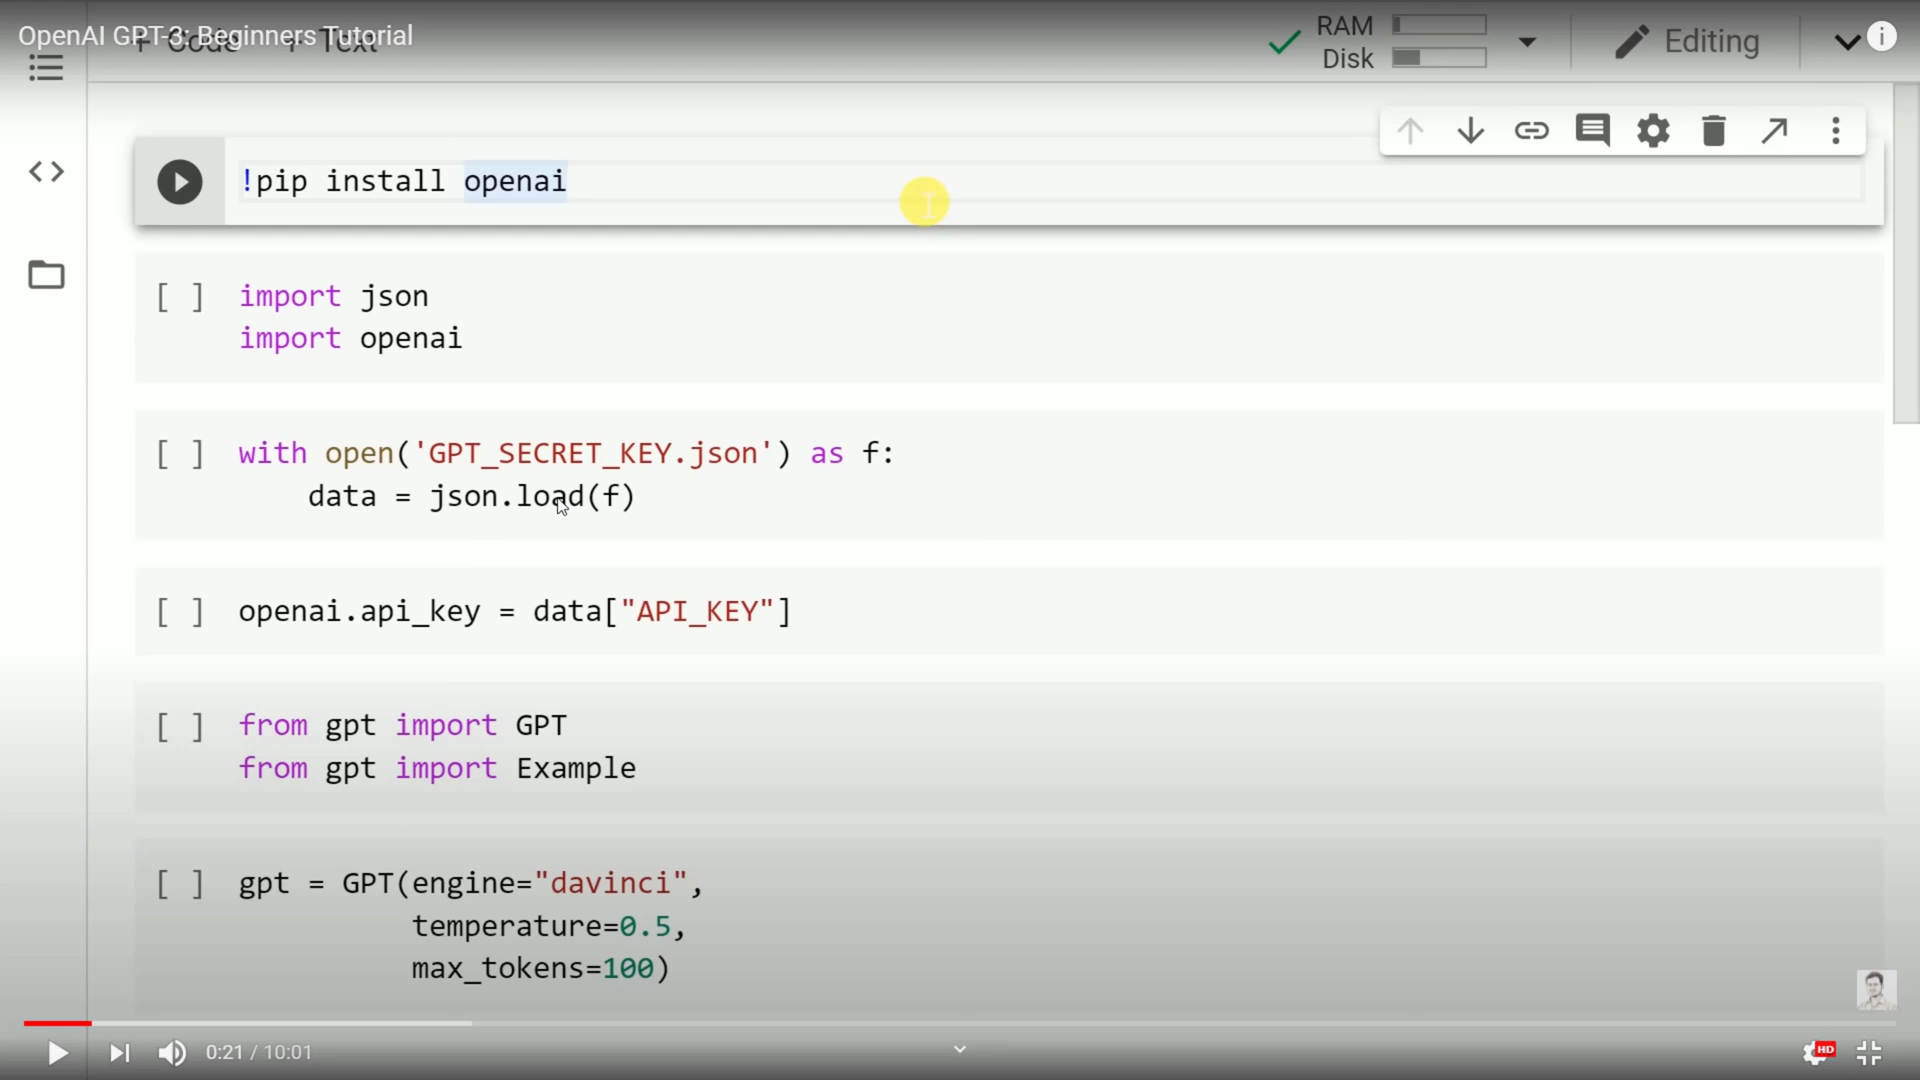 OpenAI GPT-3: Beginners Tutorial
+ Code + Text
RAM
Disk
Editing
!pip install openai
[ ] import json
import openai
[ ] with open('GPT_SECRET_KEY.json') as f:
data = json.load(f)
[ ] openai.api_key = data["API_KEY"]
[ ] from gpt import GPT
from gpt import Example
[ ] gpt = GPT(engine="davinci",
temperature=0.5,
max_tokens=100)
0:21 / 10:01
HD